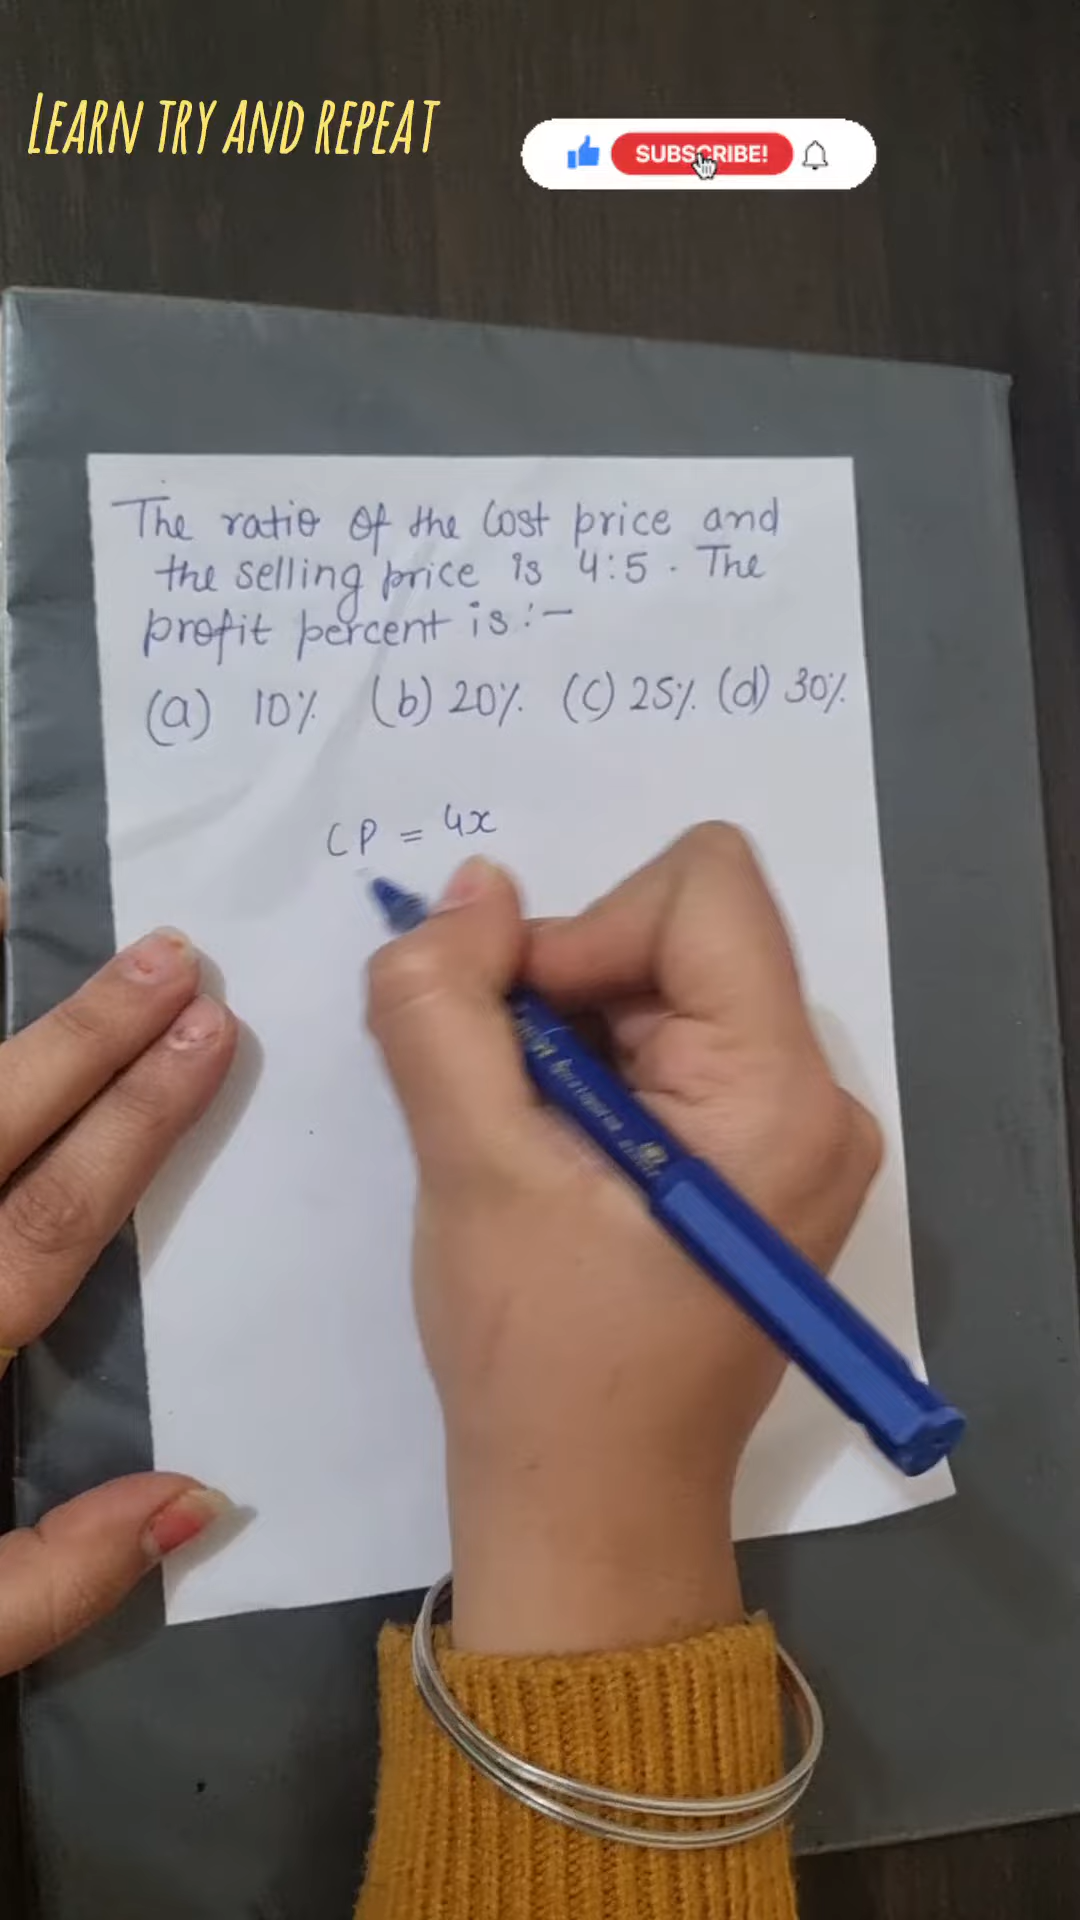 LEARN TRY AND REPEAT
SUBSCRIBE!
The ratio of the Cost price and
the selling price is 4:5. The
profit percent is :-
(a) 10% (b) 20% (c) 25% (d) 30%
CP = 4x